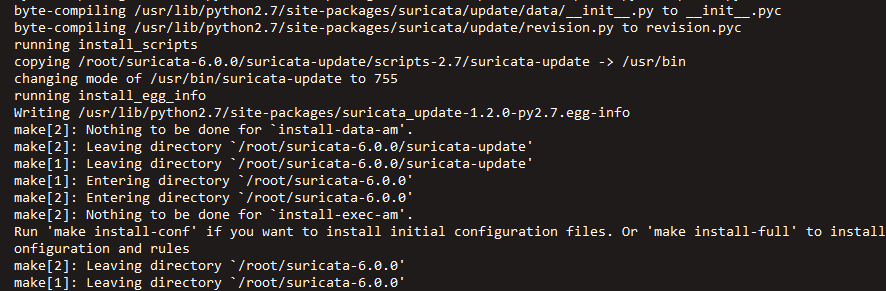 byte-compiling /usr/lib/python2.7/site-packages/suricata/update/data/__init__.py to __init__.pyc
byte-compiling /usr/lib/python2.7/site-packages/suricata/update/revision.py to revision.pyc
running install_scripts
copying /root/suricata-6.0.0/suricata-update/scripts-2.7/suricata-update -> /usr/bin
changing mode of /usr/bin/suricata-update to 755
running install_egg_info
Writing /usr/lib/python2.7/site-packages/suricata_update-1.2.0-py2.7.egg-info
make[2]: Nothing to be done for `install-data-am'.
make[2]: Leaving directory `/root/suricata-6.0.0/suricata-update'
make[1]: Leaving directory `/root/suricata-6.0.0/suricata-update'
make[1]: Entering directory `/root/suricata-6.0.0'
make[2]: Entering directory `/root/suricata-6.0.0'
make[2]: Nothing to be done for `install-exec-am'.
Run 'make install-conf' if you want to install initial configuration files. Or 'make install-full' to install
onfiguration and rules
make[2]: Leaving directory `/root/suricata-6.0.0'
make[1]: Leaving directory `/root/suricata-6.0.0'